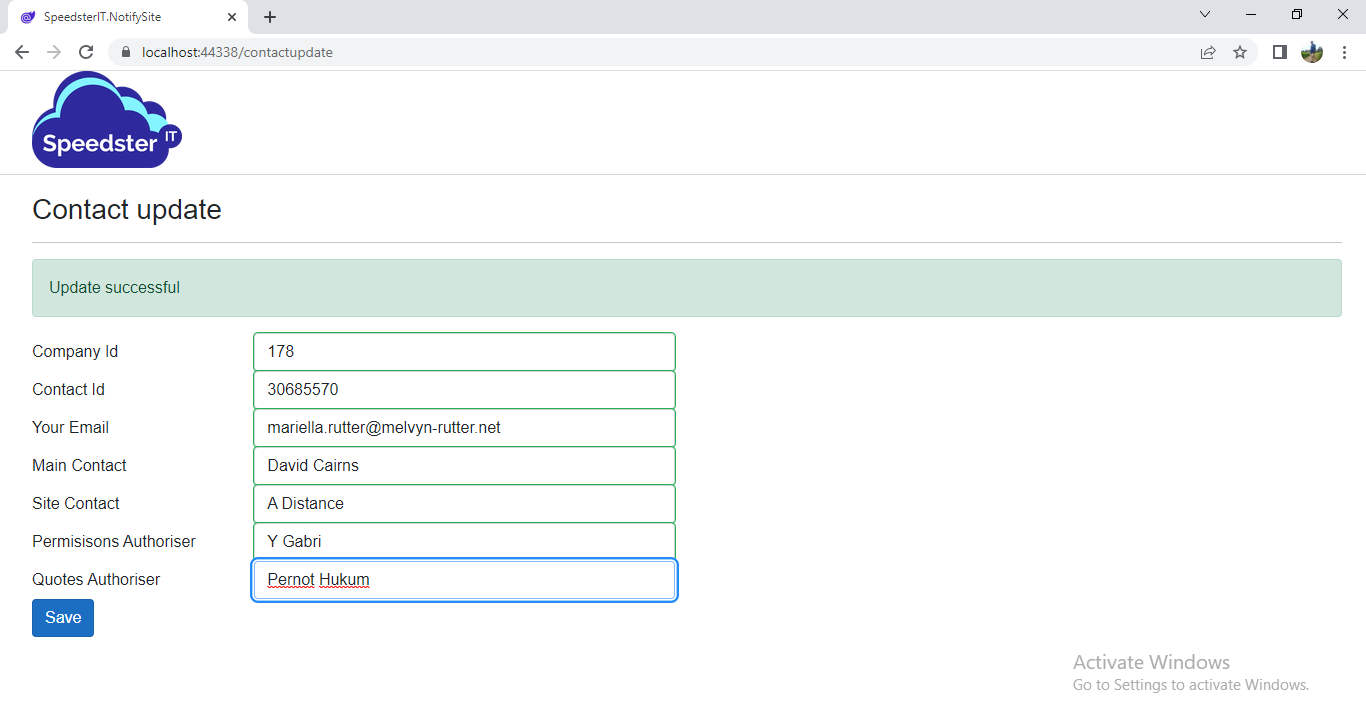 SpeedsterIT.NotifySite
localhost:44338/contactupdate
Speedster IT
Contact update
Update successful
Company Id 178
Contact Id 30685570
Your Email mariella.rutter@melvyn-rutter.net
Main Contact David Cairns
Site Contact A Distance
Permisisons Authoriser Y Gabri
Quotes Authoriser Pernot Hukum
Save
Activate Windows
Go to Settings to activate Windows.